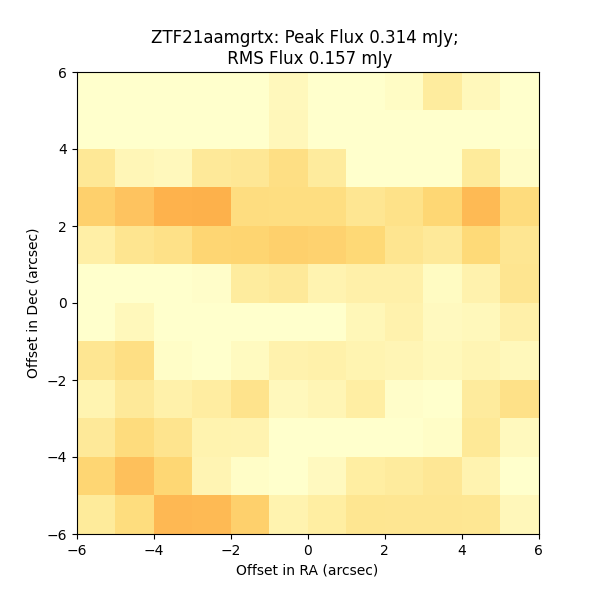 ZTF21aamgrtx: Peak Flux 0.314 mJy;
RMS Flux 0.157 mJy
6
4
2
0
−2
−4
−6
Offset in Dec (arcsec)
−6 −4 −2 0 2 4 6
Offset in RA (arcsec)